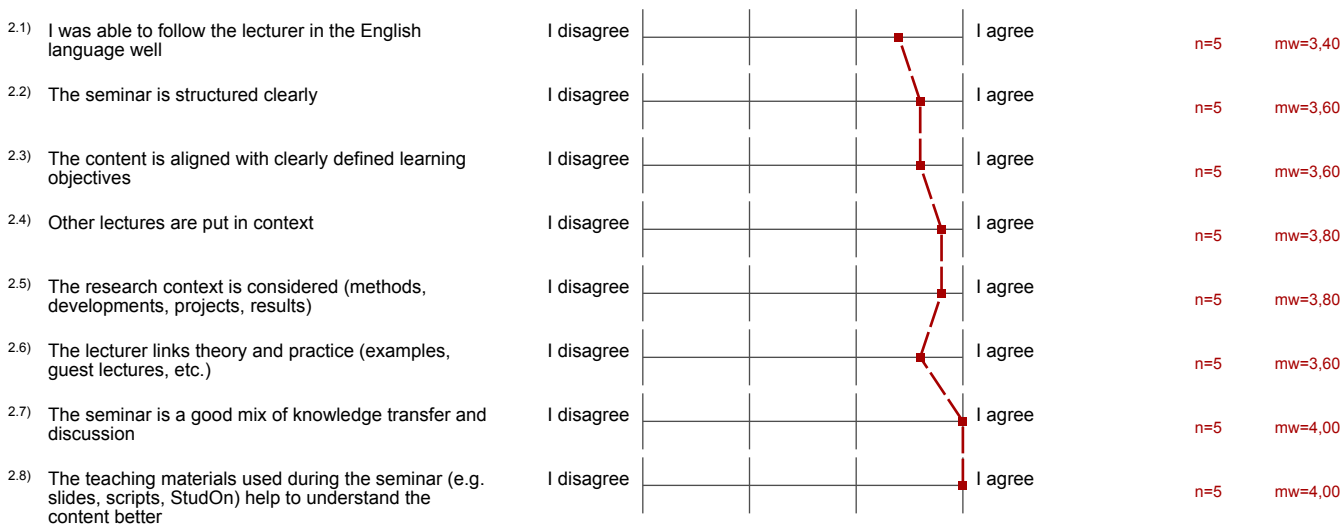 2.1) I was able to follow the lecturer in the English language well I disagree I agree n=5 mw=3,40
2.2) The seminar is structured clearly I disagree I agree n=5 mw=3,60
2.3) The content is aligned with clearly defined learning objectives I disagree I agree n=5 mw=3,60
2.4) Other lectures are put in context I disagree I agree n=5 mw=3,80
2.5) The research context is considered (methods, developments, projects, results) I disagree I agree n=5 mw=3,80
2.6) The lecturer links theory and practice (examples, guest lectures, etc.) I disagree I agree n=5 mw=3,60
2.7) The seminar is a good mix of knowledge transfer and discussion I disagree I agree n=5 mw=4,00
2.8) The teaching materials used during the seminar (e.g. slides, scripts, StudOn) help to understand the content better I disagree I agree n=5 mw=4,00